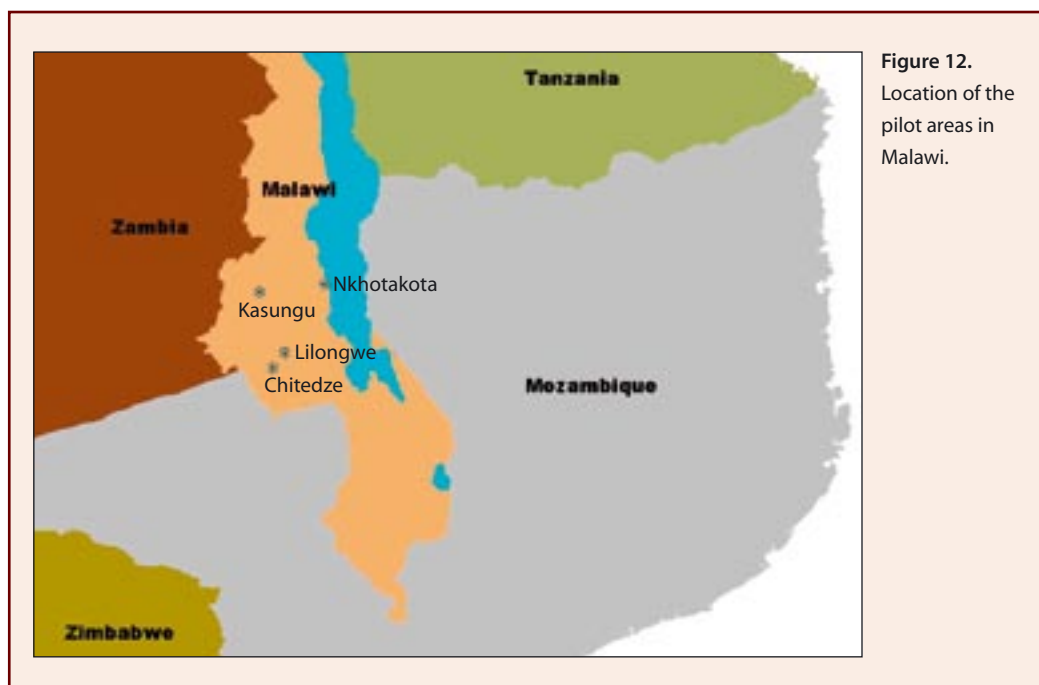 Figure 12.
Location of the
pilot areas in
Malawi.
Tanzania
Malawi
Zambia
Nkhotakota
Kasungu
Lilongwe
Chitedze
Mozambique
Zimbabwe